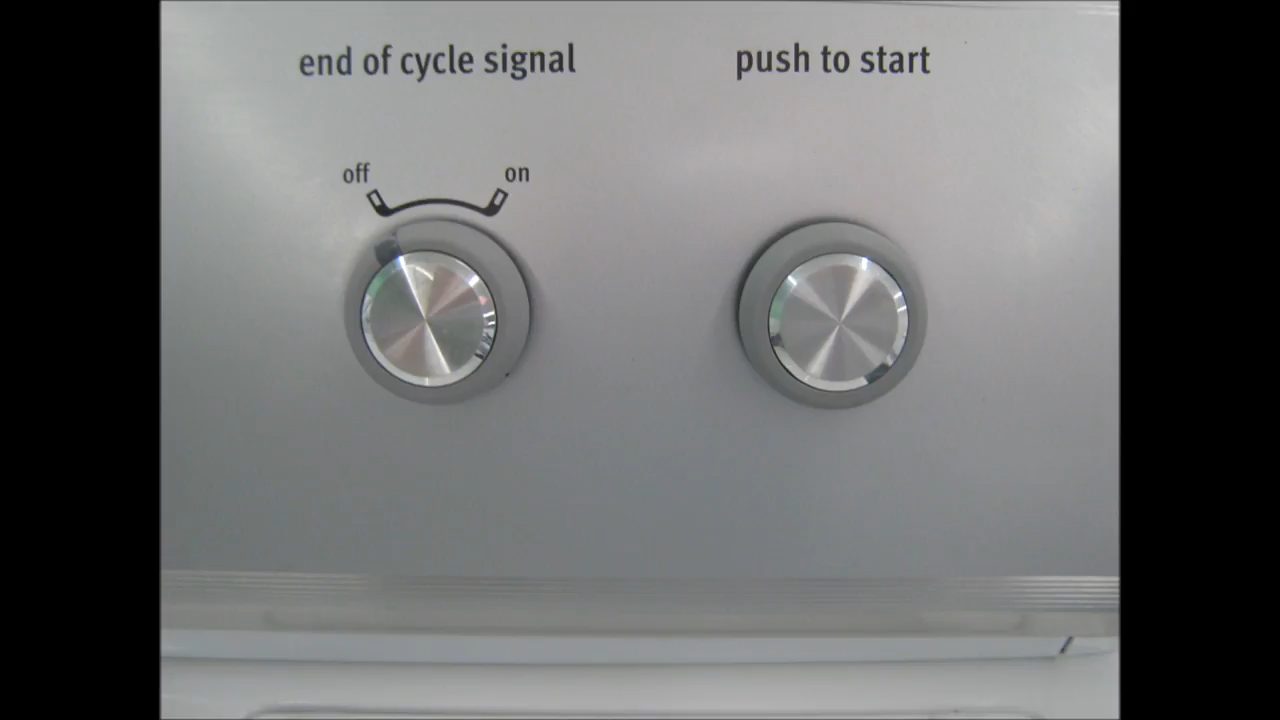 end of cycle signal
push to start
off
on